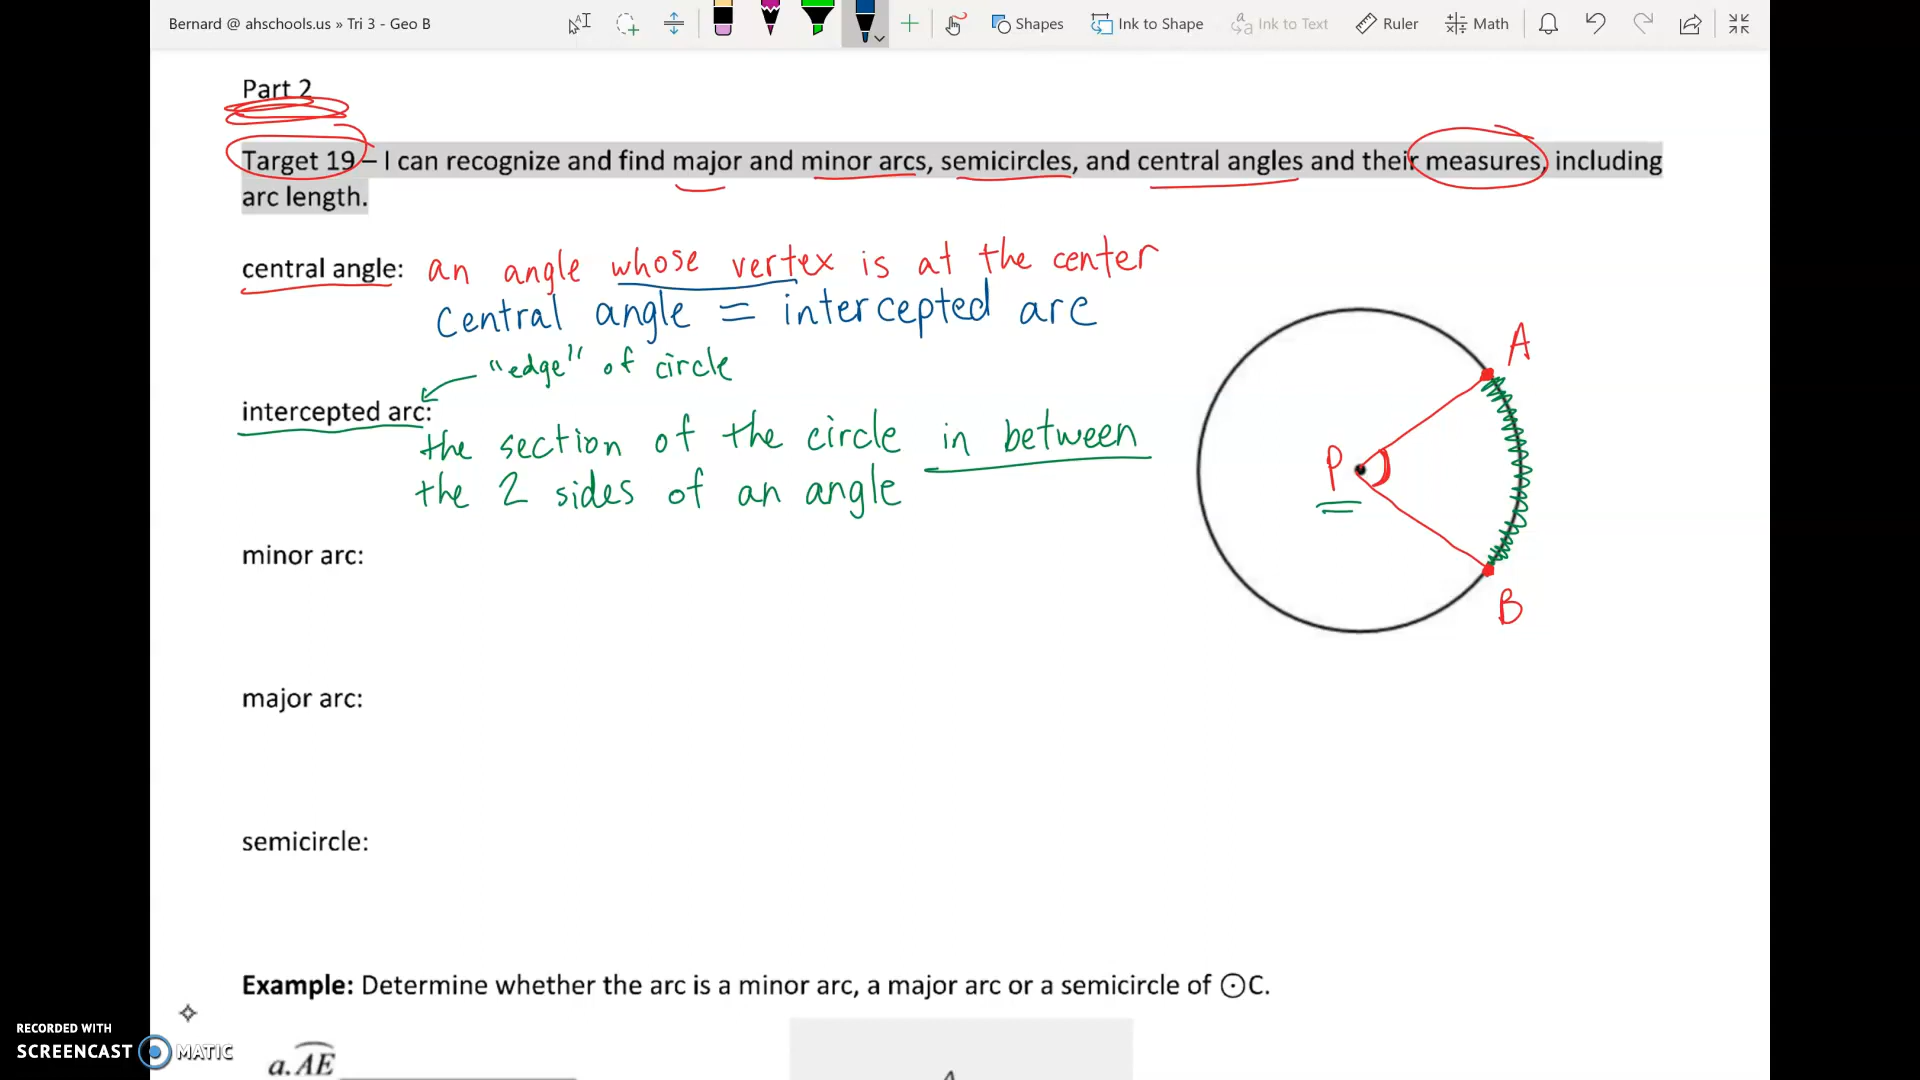 Bernard @ ahschools.us » Tri 3 - Geo B
Shapes
Ink to Shape
Ink to Text
Ruler
Math
Part 2
Target 19 – I can recognize and find major and minor arcs, semicircles, and central angles and their measures, including
arc length.
central angle: an angle whose vertex is at the center
central angle = intercepted arc
"edge" of circle
intercepted arc:
the section of the circle in between
the 2 sides of an angle
A
P
B
minor arc:
major arc:
semicircle:
Example: Determine whether the arc is a minor arc, a major arc or a semicircle of ⊙C.
a. AE
RECORDED WITH
SCREENCAST MATIC